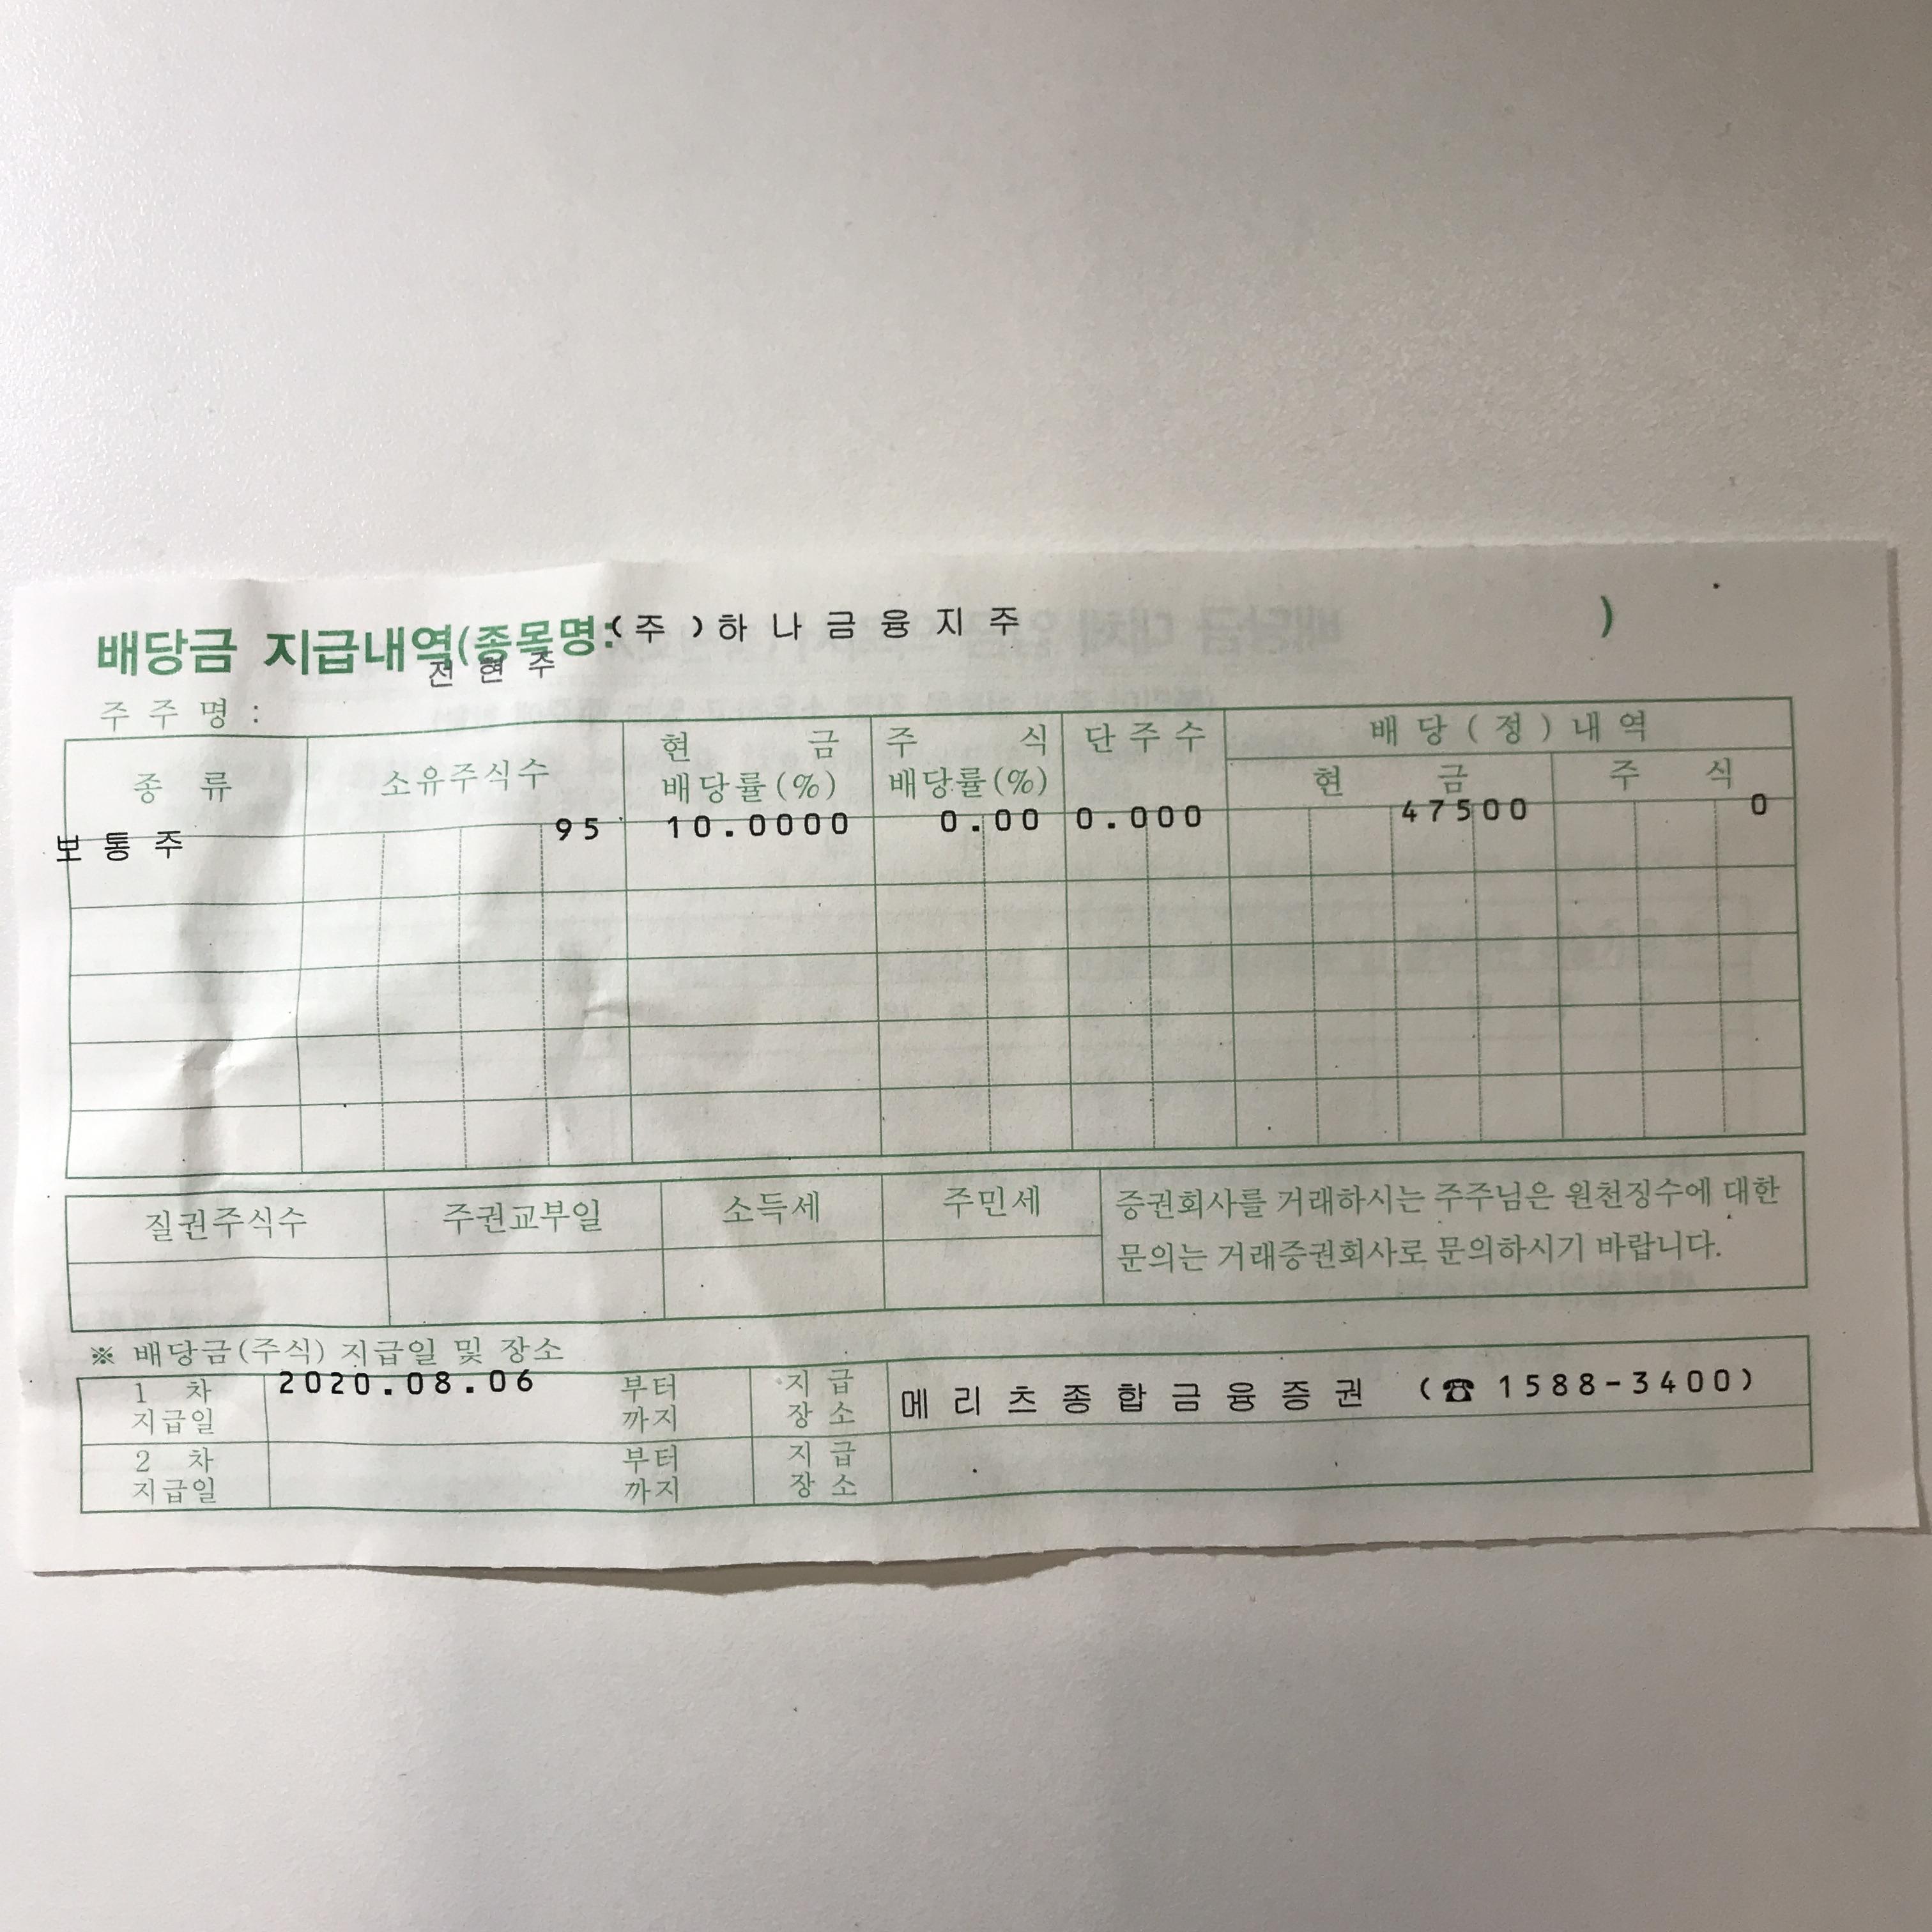 배당금 지급내역(종목명:(주)하나금융지주 )
전현주
주주명 :
종 류 소유주식수 현 금 배당률(%) 주 식 배당률(%) 단주수 배당(정)내역
현 금 주 식
보통주 95 10.0000 0.00 0.000 47500 0
질권주식수 주권교부일 소득세 주민세 증권회사를 거래하시는 주주님은 원천징수에 대한
문의는 거래증권회사로 문의하시기 바랍니다.
※ 배당금(주식) 지급일 및 장소
1 차 2020.08.06 부터 지 급 메리츠종합금융증권 (☎ 1588-3400)
지급일 까지 장 소
2 차 부터 지 급
지급일 까지 장 소